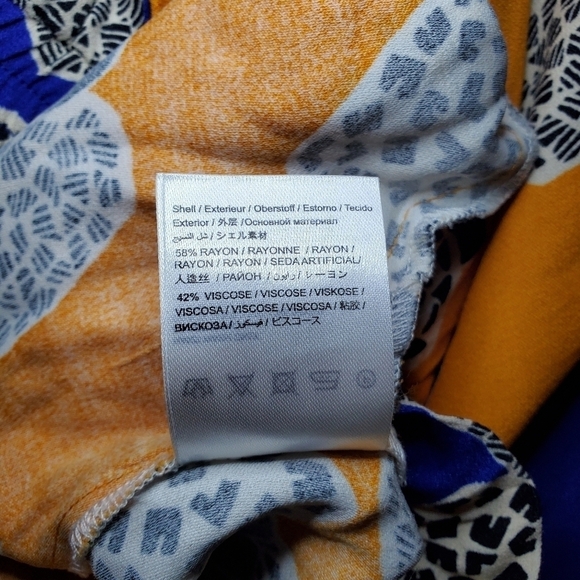 Shell / Exterieur / Oberstoff / Estorno / Tecido
Exterior / 外层 / Основной материал
شل النسيج / シェル素材
58% RAYON / RAYONNE / RAYON /
RAYON / RAYON / SEDA ARTIFICIAL/
人造丝 / РАЙОН / رايون / レーヨン
42% VISCOSE / VISCOSE / VISKOSE /
VISCOSA / VISCOSE / VISCOSA / 粘胶 /
ВИСКОЗА / فيسكوز / ビスコース